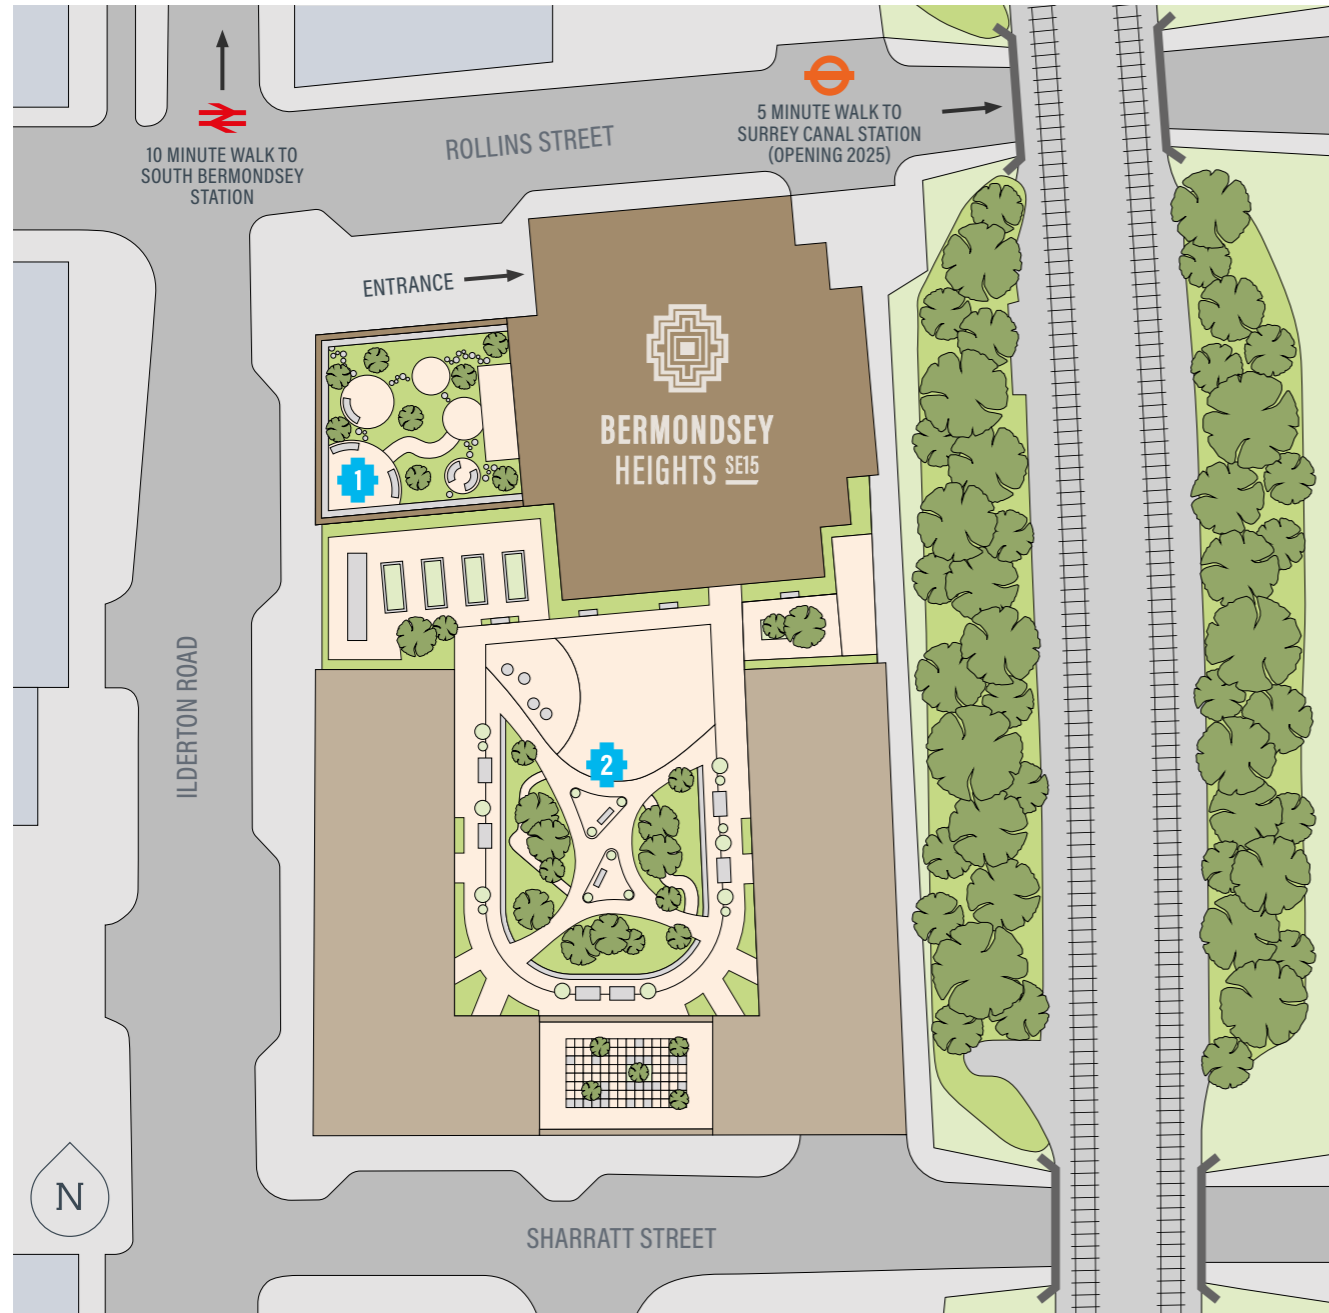 10 MINUTE WALK TO
SOUTH BERMONDSEY
STATION
ROLLINS STREET
5 MINUTE WALK TO
SURREY CANAL STATION
(OPENING 2025)
ENTRANCE
BERMONDSEY
HEIGHTS SE15
1
ILDERTON ROAD
2
N
SHARRATT STREET